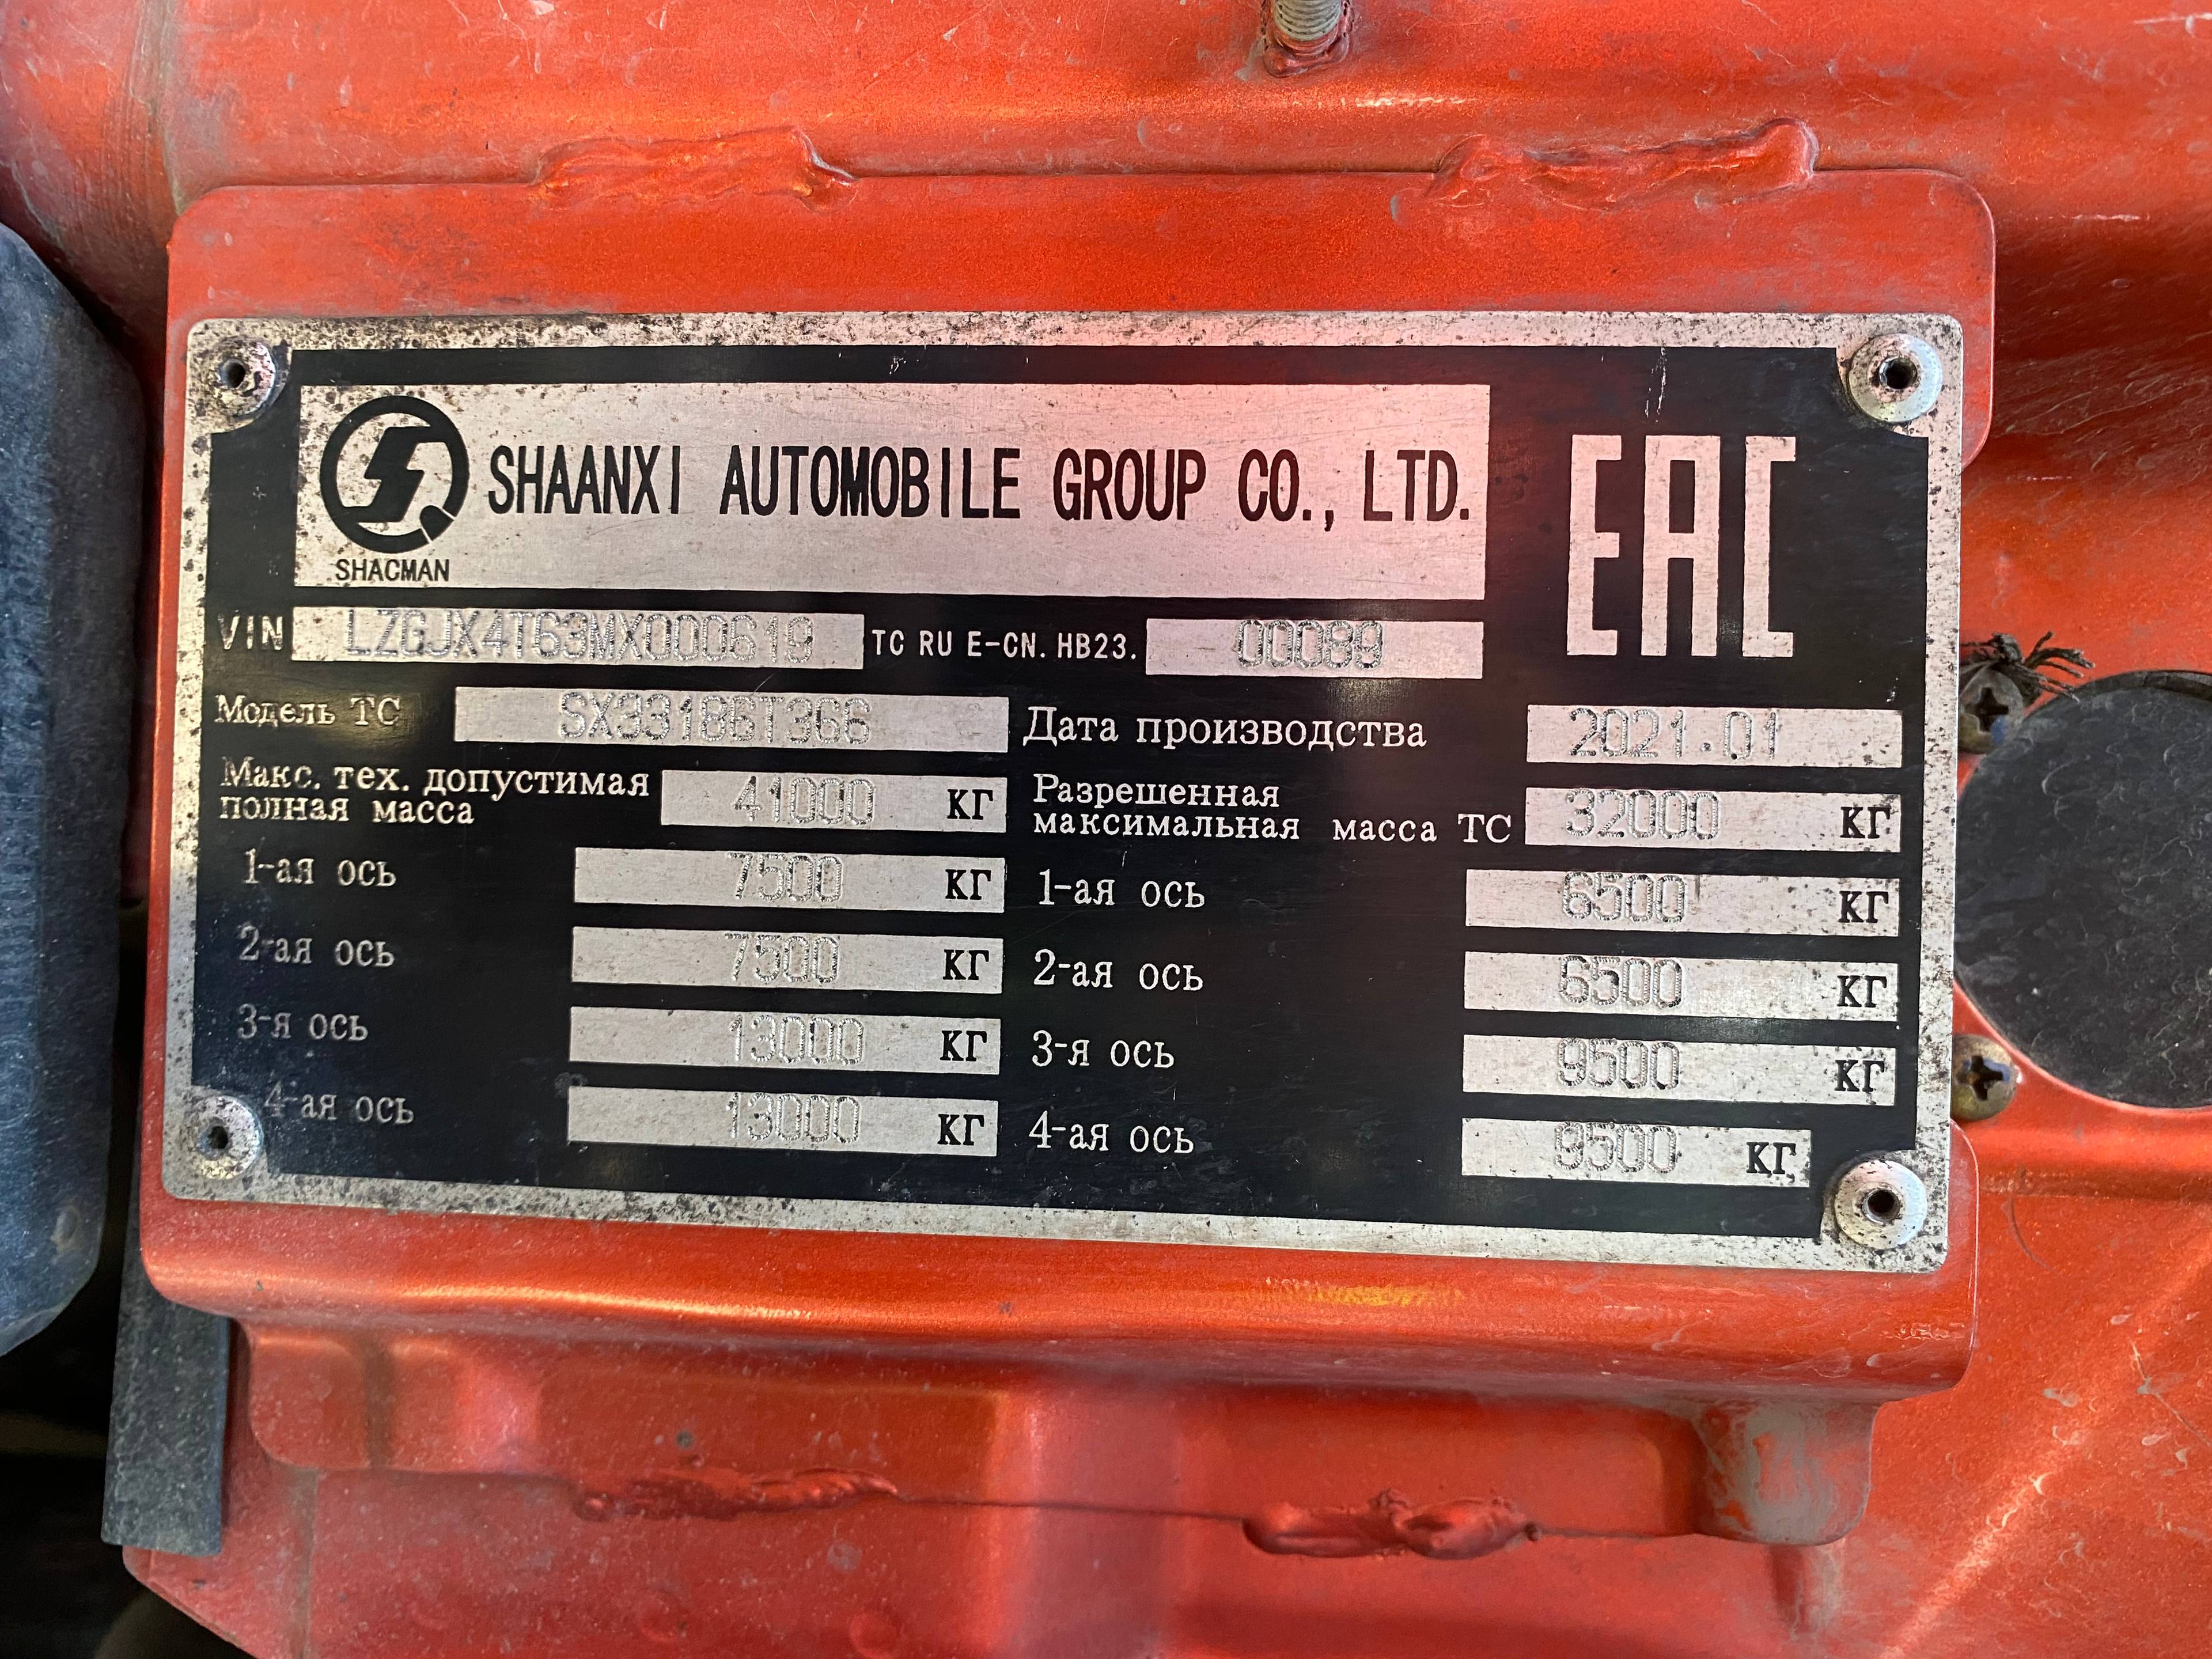 SHAANXI AUTOMOBILE GROUP CO., LTD.
SHACMAN
EAC
VIN LZGJX4T63MX000619 TC RU E-CN.HB23. 00089
Модель ТС SX33186T366 Дата производства 2021.01
Макс. тех. допустимая полная масса 41000 КГ Разрешенная максимальная масса ТС 32000 КГ
1-ая ось 7500 КГ 1-ая ось 6500 КГ
2-ая ось 7500 КГ 2-ая ось 6500 КГ
3-я ось 13000 КГ 3-я ось 9500 КГ
4-ая ось 13000 КГ 4-ая ось 9500 КГ